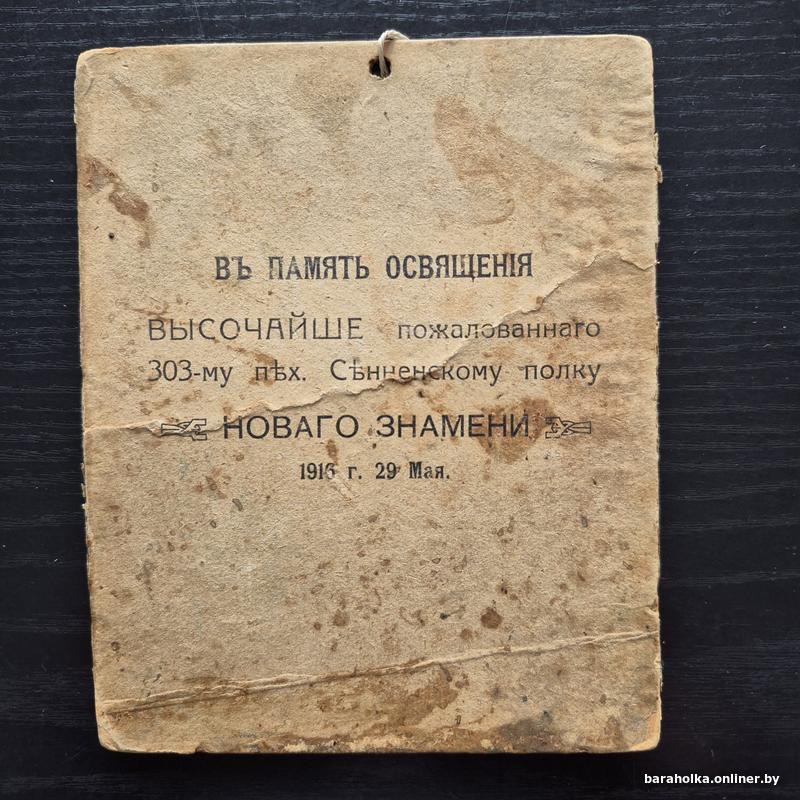 ВЪ ПАМЯТЬ ОСВЯЩЕНІЯ
ВЫСОЧАЙШЕ пожалованнаго
303-му пѣх. Сѣнненскому полку
НОВАГО ЗНАМЕНИ
1916 г. 29 Мая.
baraholka.onliner.by